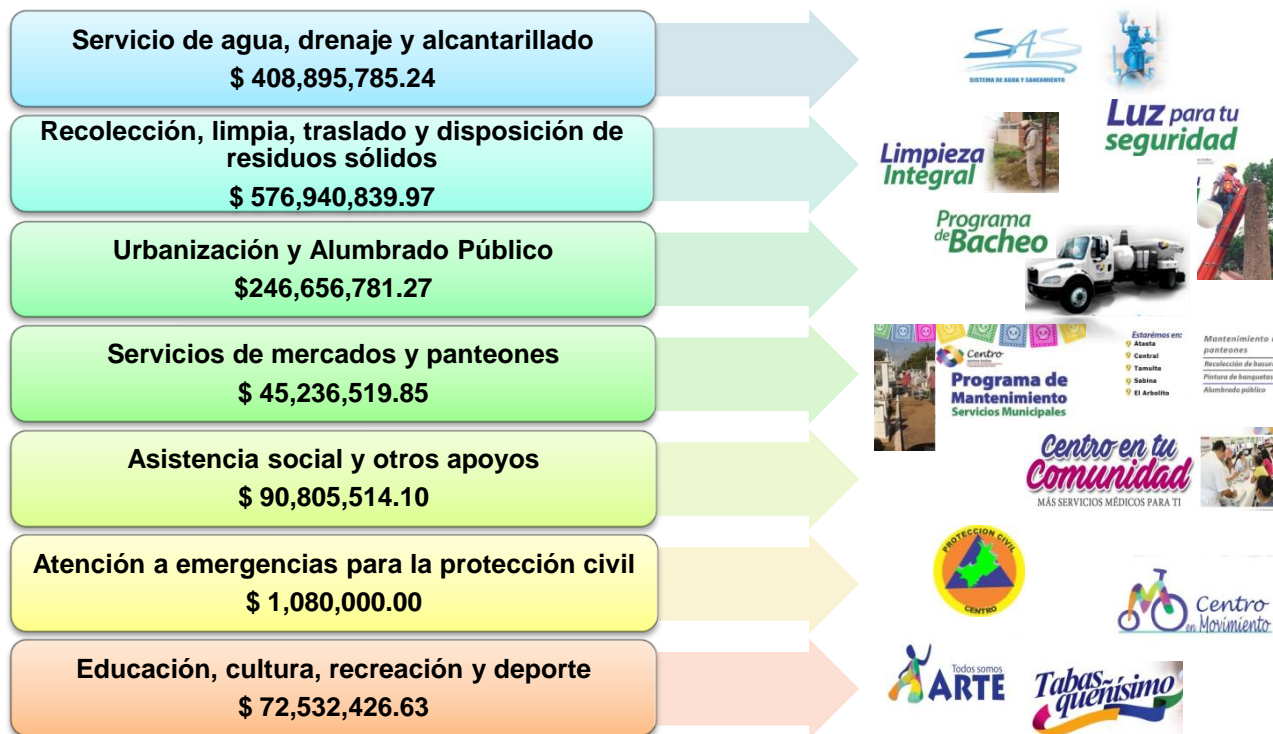 Servicio de agua, drenaje y alcantarillado
$ 408,895,785.24
Recolección, limpia, traslado y disposición de
residuos sólidos
$ 576,940,839.97
Urbanización y Alumbrado Público
$246,656,781.27
Servicios de mercados y panteones
$ 45,236,519.85
Asistencia social y otros apoyos
$ 90,805,514.10
Atención a emergencias para la protección civil
$ 1,080,000.00
Educación, cultura, recreación y deporte
$ 72,532,426.63
SAS
SISTEMA DE AGUA Y SANEAMIENTO
Luz para tu
seguridad
Limpieza
Integral
Programa
de Bacheo
Centro
Programa de
Mantenimiento
Servicios Municipales
Estarémos en:
Atasta
Central
Tamulte
Sabina
El Arbolito
Mantenimiento
panteones
Recolección de basura
Pintura de banquetas
Alumbrado público
Centro en tu
Comunidad
MÁS SERVICIOS MÉDICOS PARA TI
PROTECCION CIVIL
CENTRO
Centro
en Movimiento
Todos somos
ARTE
Tabas
queñísimo